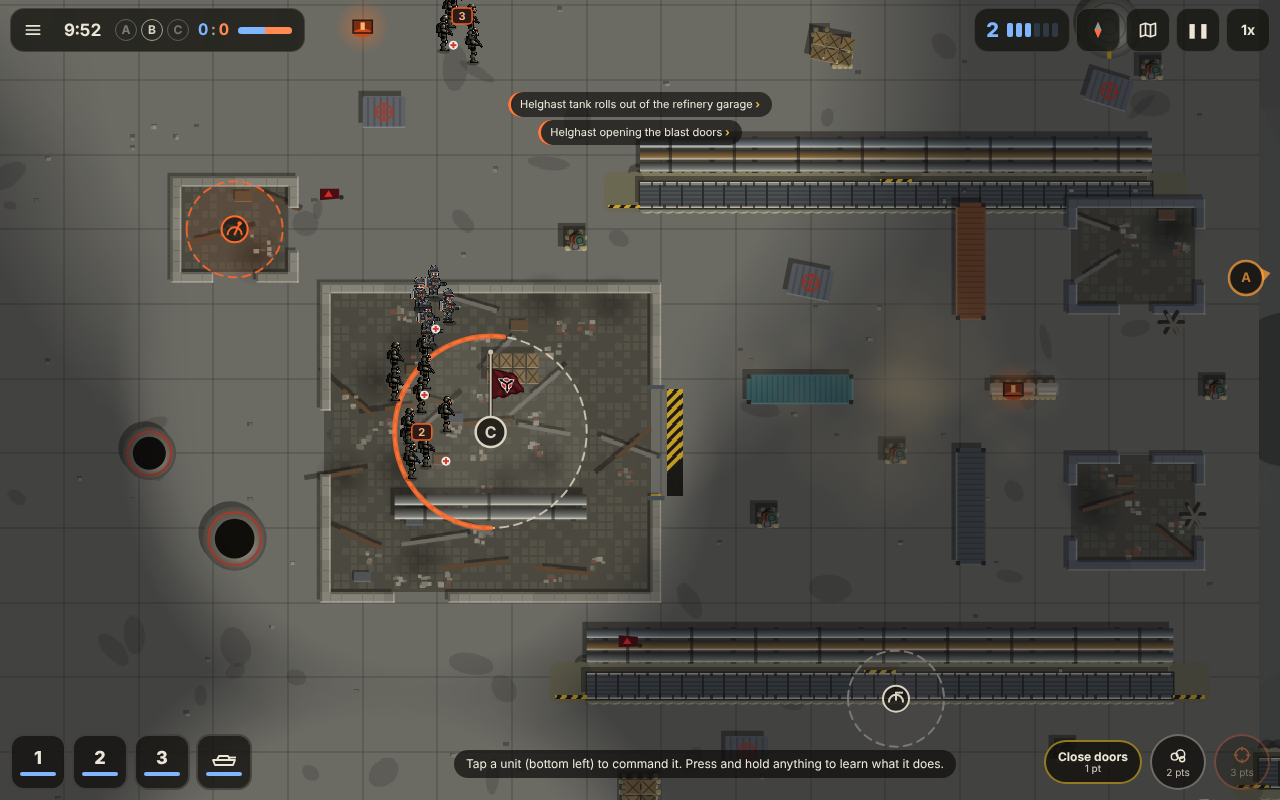 9:52 A B C 0:0
3
2
1x
Helghast tank rolls out of the refinery garage ›
Helghast opening the blast doors ›
A
2
C
1
2
3
Tap a unit (bottom left) to command it. Press and hold anything to learn what it does.
Close doors
1 pt
2 pts
3 pts